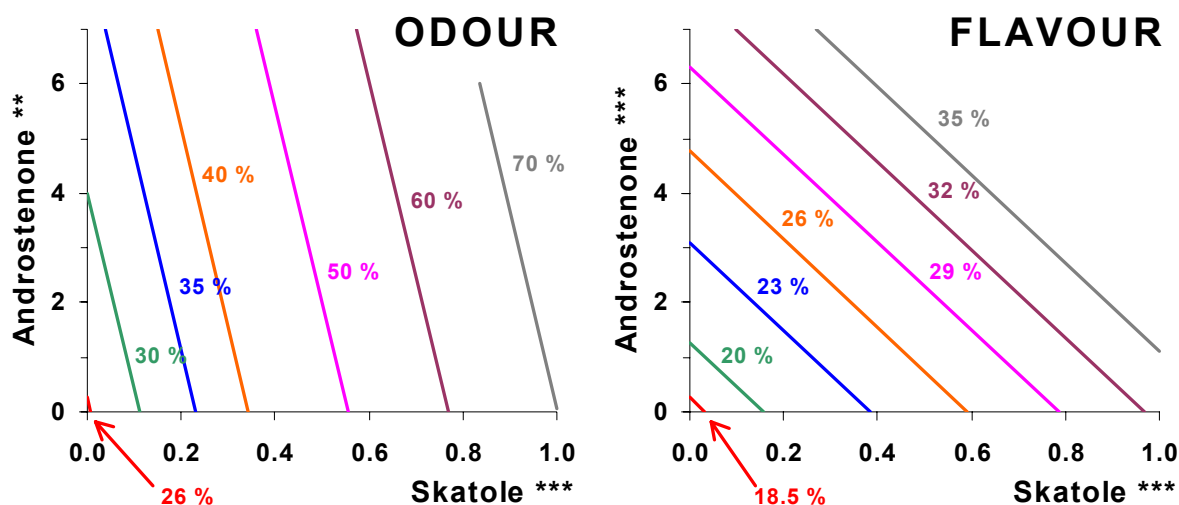 ODOUR
Androstenone **
6
4
2
0
40 %
70 %
60 %
50 %
35 %
30 %
0.0 0.2 0.4 0.6 0.8 1.0
Skatole ***
26 %
FLAVOUR
Androstenone ***
6
4
2
0
35 %
32 %
26 %
29 %
23 %
20 %
0.0 0.2 0.4 0.6 0.8 1.0
Skatole ***
18.5 %